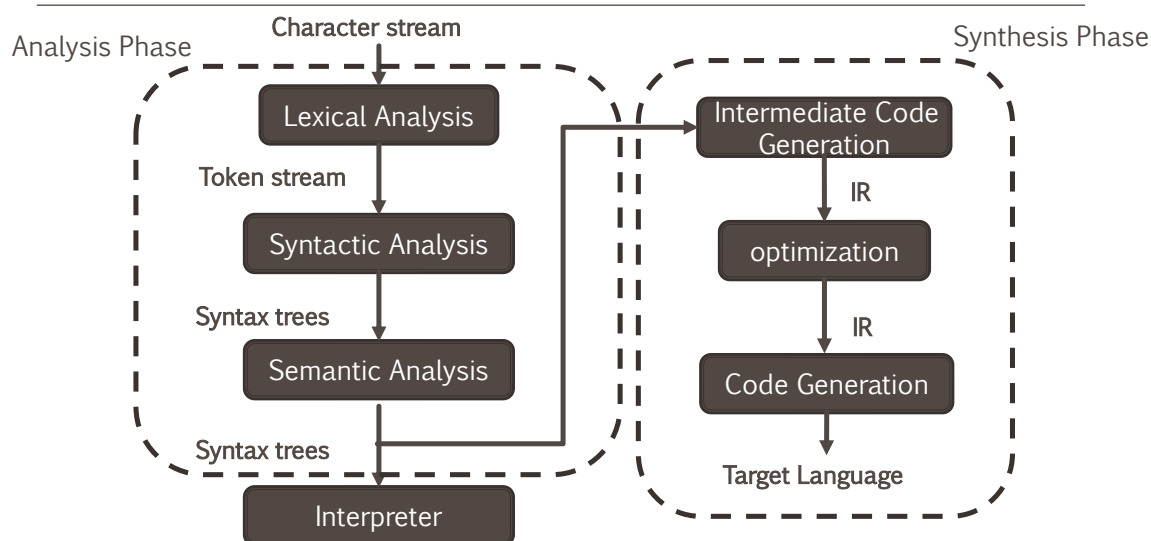 Analysis Phase
Character stream
Lexical Analysis
Token stream
Syntactic Analysis
Syntax trees
Semantic Analysis
Syntax trees
Interpreter
Synthesis Phase
Intermediate Code
Generation
IR
optimization
IR
Code Generation
Target Language